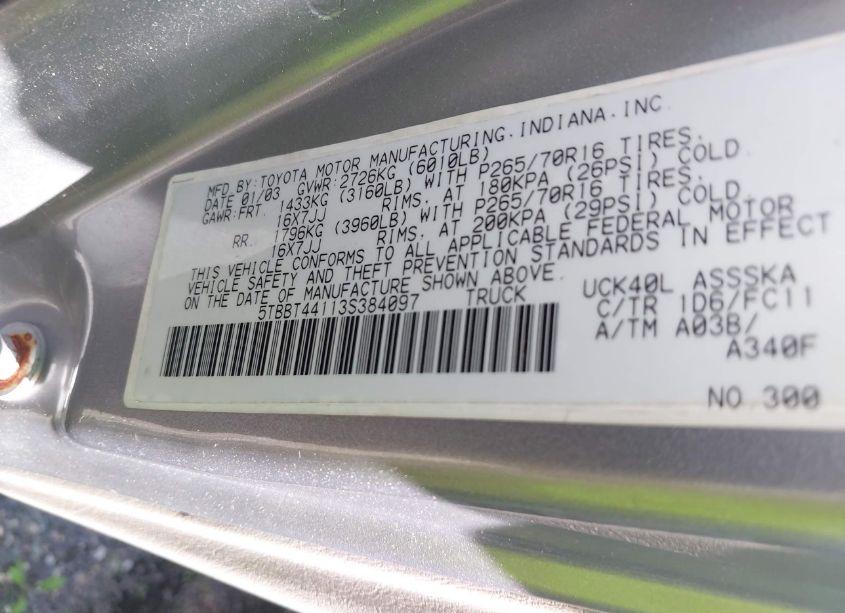 MFD BY:TOYOTA MOTOR MANUFACTURING.INDIANA.INC.
DATE 01/03 GVWR:2726KG (6010LB)
GAWR:FRT. 1433KG (3160LB) WITH P265/70R16 TIRES.
16X7JJ RIMS. AT 180KPA (26PSI) COLD
RR. 1796KG (3960LB) WITH P265/70R16 TIRES.
16X7JJ RIMS. AT 200KPA (29PSI) COLD
THIS VEHICLE CONFORMS TO ALL APPLICABLE FEDERAL MOTOR
VEHICLE SAFETY AND THEFT PREVENTION STANDARDS IN EFFECT
ON THE DATE OF MANUFACTURE SHOWN ABOVE.
5TBBT44113S384097 TRUCK
UCK40L ASSSKA
C/TR 1D6/FC11
A/TM A03B/
A340F
NO.300